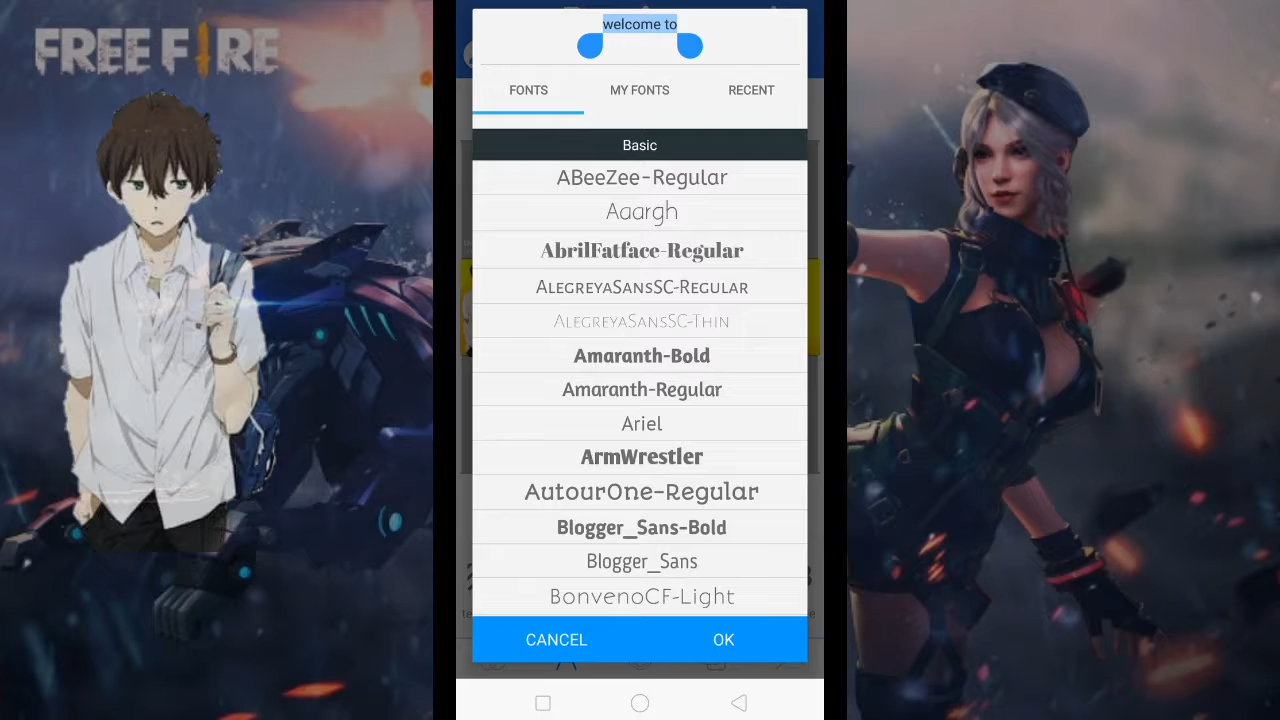 FREE FIRE
welcome to
FONTS
MY FONTS
RECENT
Basic
ABeeZee-Regular
Aaargh
AbrilFatface-Regular
AlegreyaSansSC-Regular
AlegreyaSansSC-Thin
Amaranth-Bold
Amaranth-Regular
Ariel
ArmWrestler
AutourOne-Regular
Blogger_Sans-Bold
Blogger_Sans
BonvenoCF-Light
CANCEL
OK